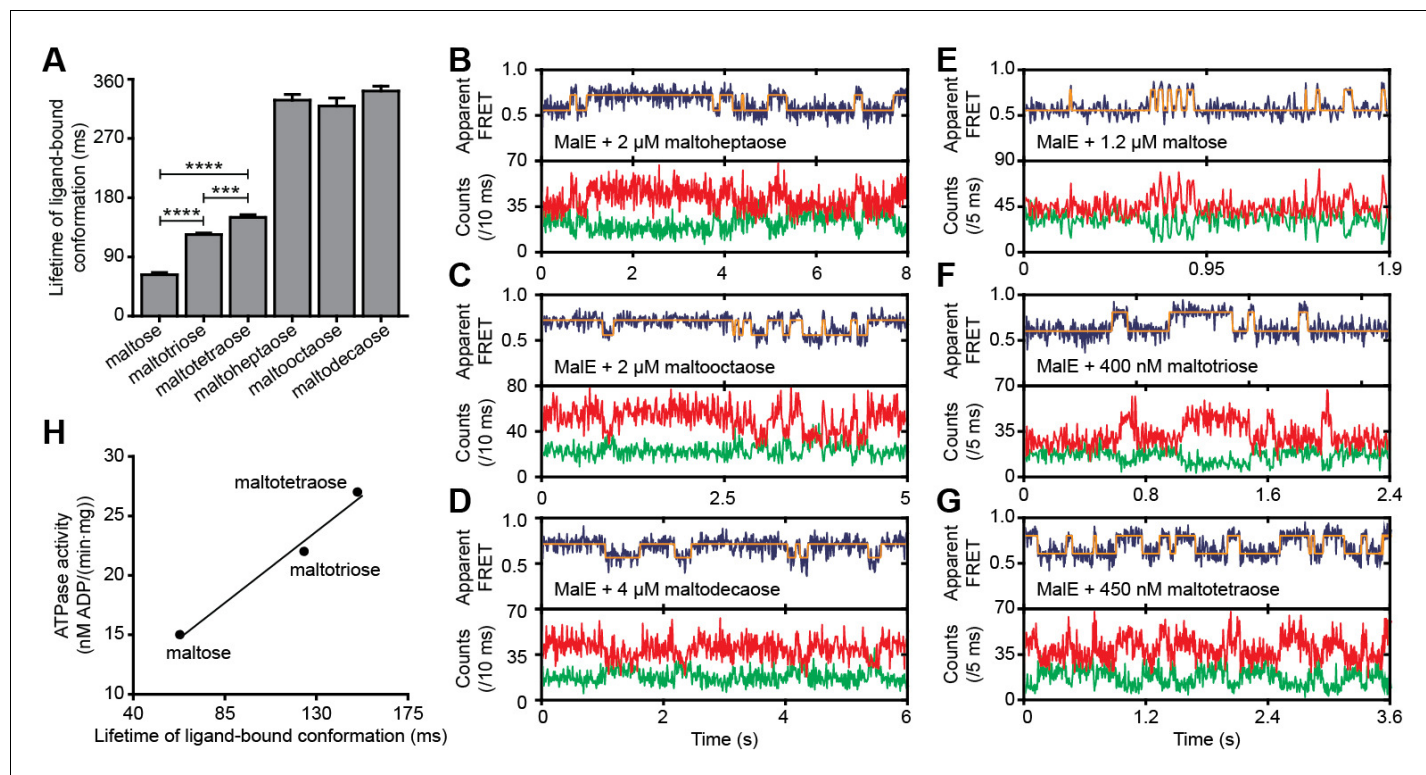 A
Lifetime of ligand-bound
conformation (ms)
360
270
180
90
0
****
****
***
maltose
maltotriose
maltotetraose
maltoheptaose
maltooctaose
maltodecaose
H
ATPase activity
(nM ADP/(min·mg))
30
25
20
15
10
maltotetraose
maltotriose
maltose
40 85 130 175
Lifetime of ligand-bound conformation (ms)
B
Apparent
FRET
1.0
0.5
MalE + 2 μM maltoheptaose
Counts
(/10 ms)
70
35
0
0 2 4 6 8
C
Apparent
FRET
1.0
0.5
MalE + 2 μM maltooctaose
Counts
(/10 ms)
80
40
0
0 2.5 5
D
Apparent
FRET
1.0
0.5
MalE + 4 μM maltodecaose
Counts
(/10 ms)
70
35
0
0 2 4 6
Time (s)
E
Apparent
FRET
1.0
0.5
MalE + 1.2 μM maltose
Counts
(/5 ms)
90
45
0
0 0.95 1.9
F
Apparent
FRET
1.0
0.5
MalE + 400 nM maltotriose
Counts
(/5 ms)
70
35
0
0 0.8 1.6 2.4
G
Apparent
FRET
1.0
0.5
MalE + 450 nM maltotetraose
Counts
(/5 ms)
70
35
0
0 1.2 2.4 3.6
Time (s)